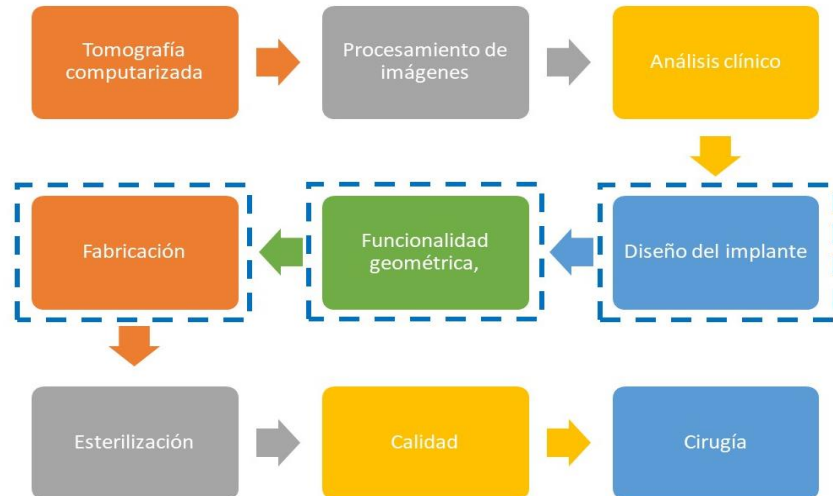 Tomografía
computarizada
Procesamiento de
imágenes
Análisis clínico
Diseño del implante
Funcionalidad
geométrica,
Fabricación
Esterilización
Calidad
Cirugía